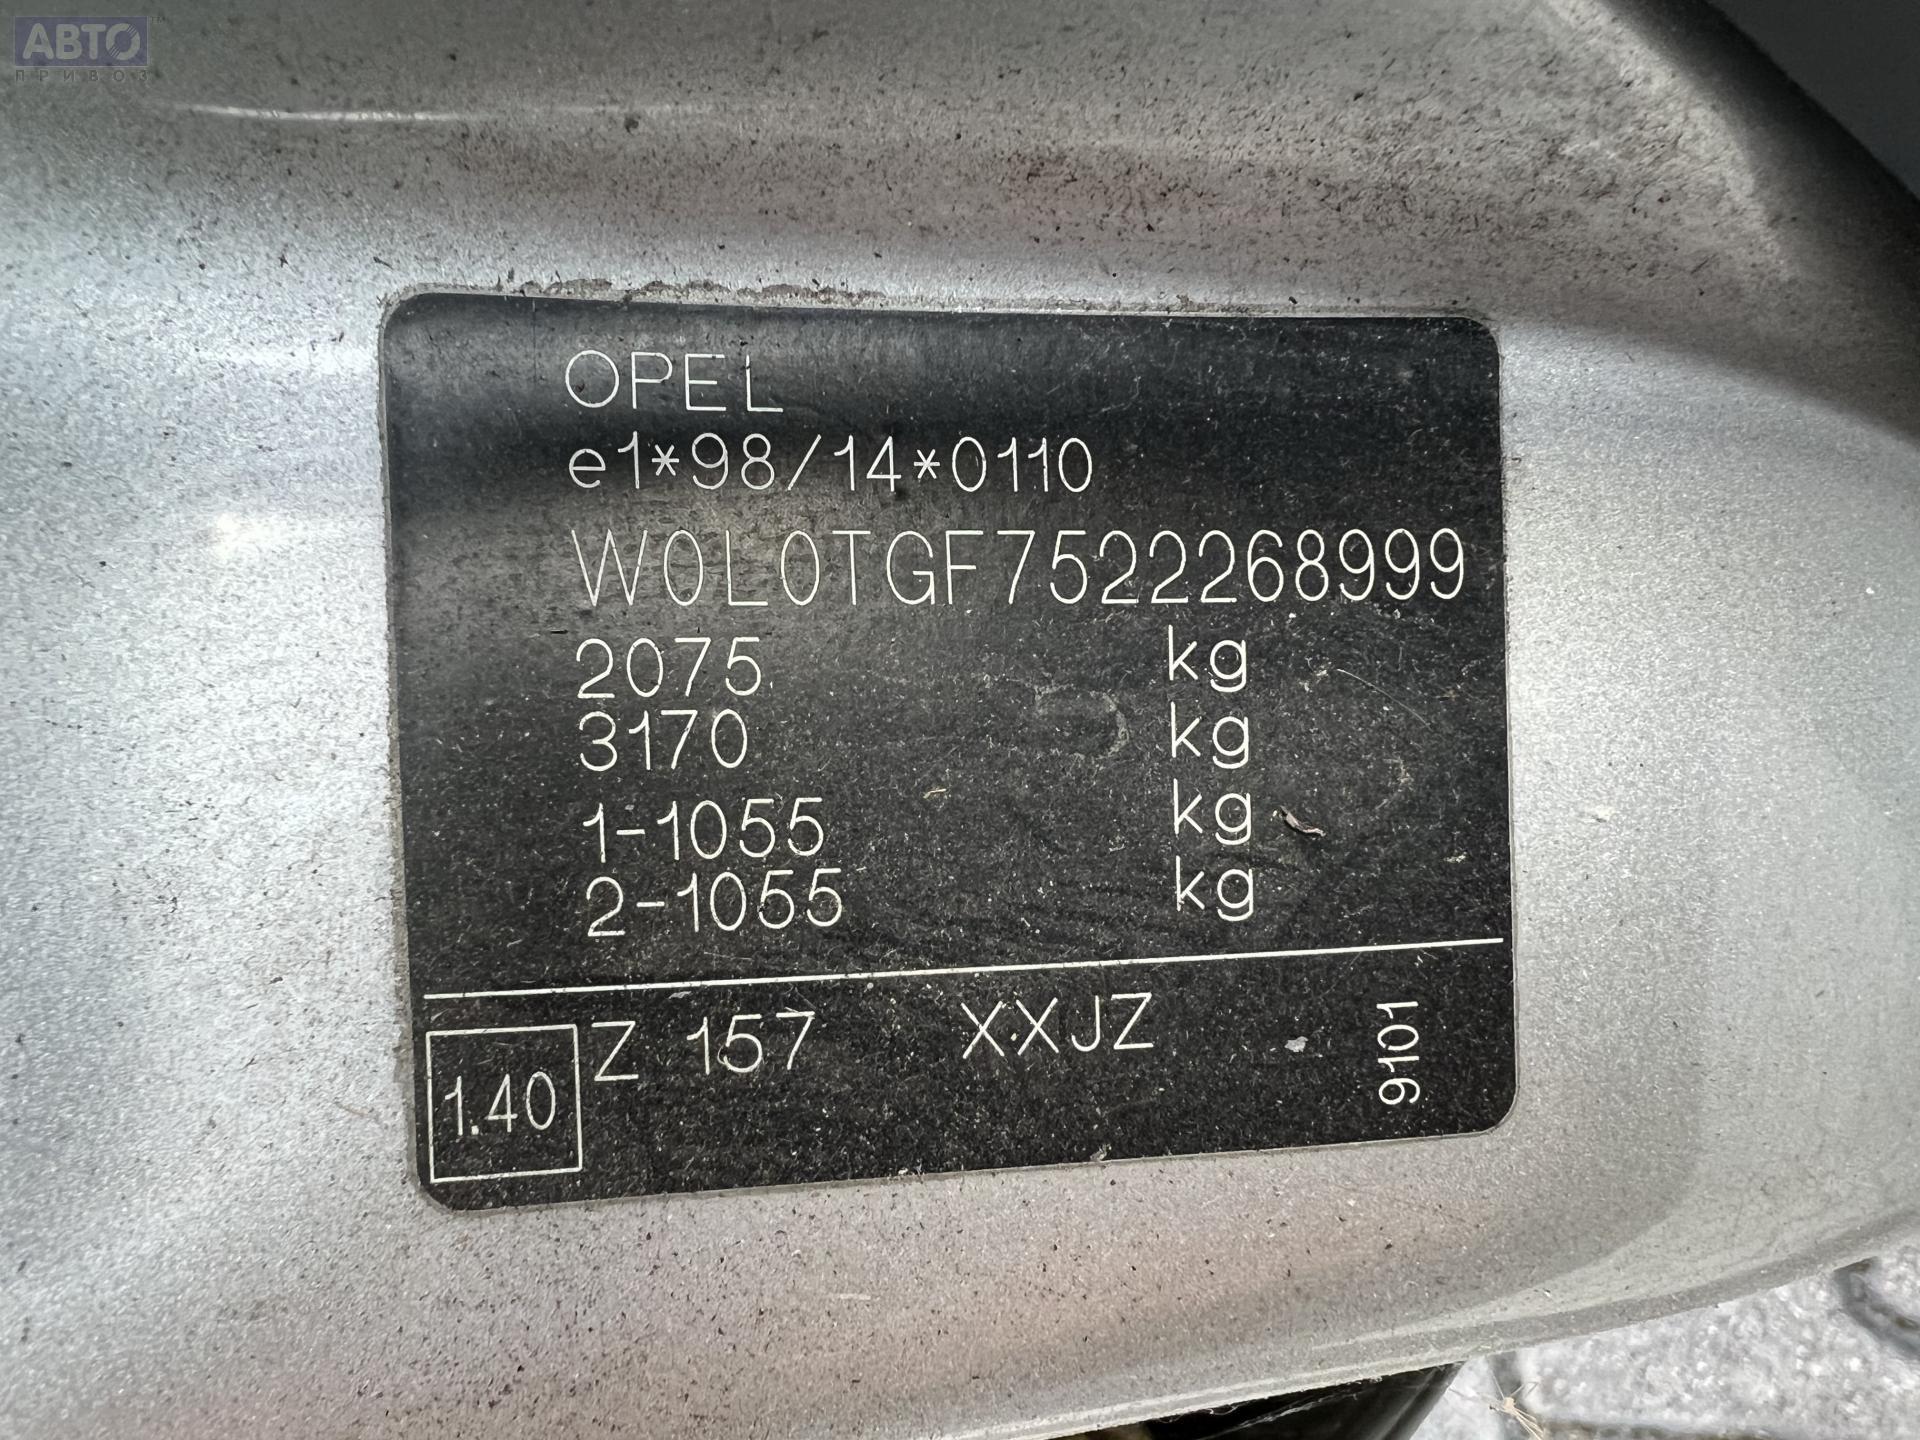 АВТО™
ПРИВОЗ
OPEL
e1*98/14*0110
W0L0TGF7522268999
2075 kg
3170 kg
1-1055 kg
2-1055 kg
1.40 Z 157 XXJZ 9101